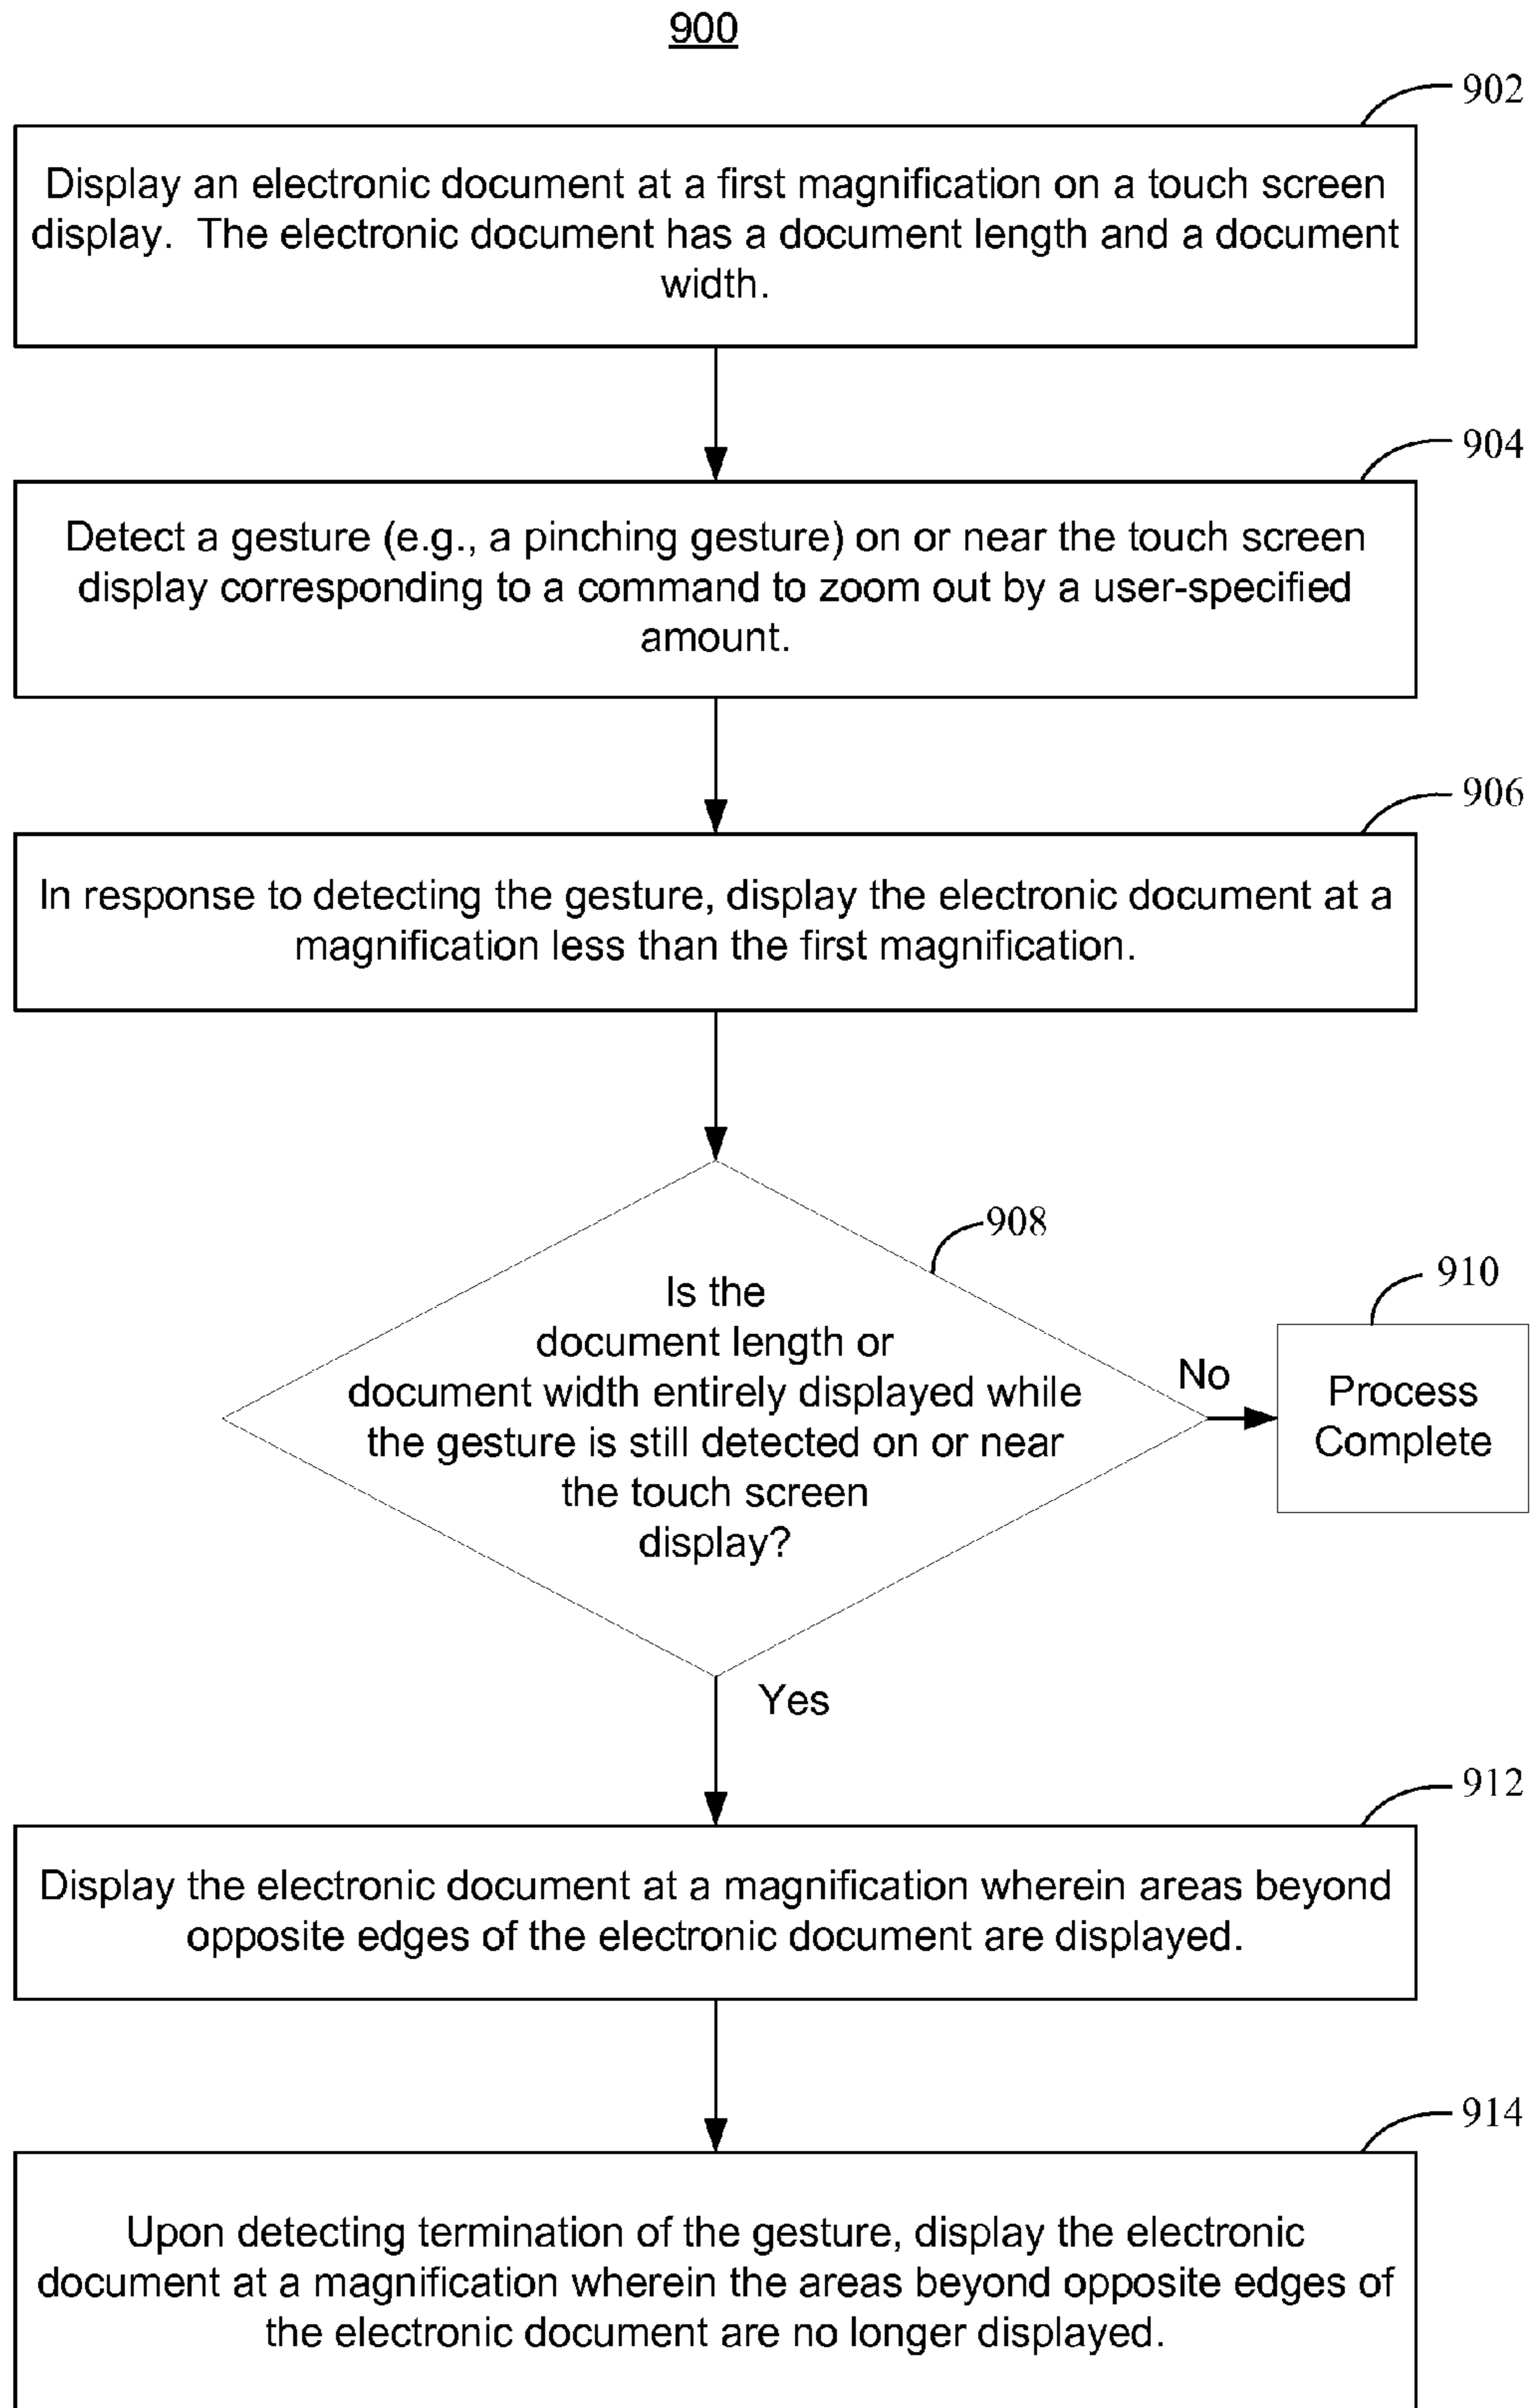 900
902
Display an electronic document at a first magnification on a touch screen
display.  The electronic document has a document length and a document
width.
904
Detect a gesture (e.g., a pinching gesture) on or near the touch screen
display corresponding to a command to zoom out by a user-specified
amount.
906
In response to detecting the gesture, display the electronic document at a
magnification less than the first magnification.
908
Is the
document length or
document width entirely displayed while
the gesture is still detected on or near
the touch screen
display?
No
910
Process
Complete
Yes
912
Display the electronic document at a magnification wherein areas beyond
opposite edges of the electronic document are displayed.
914
Upon detecting termination of the gesture, display the electronic
document at a magnification wherein the areas beyond opposite edges of
the electronic document are no longer displayed.